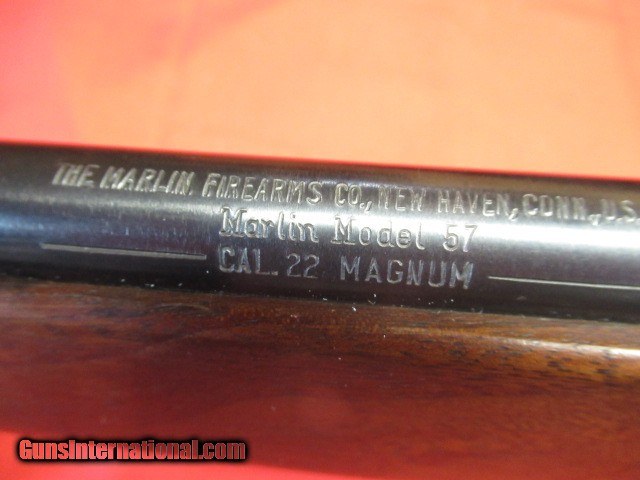 THE MARLIN FIREARMS CO., NEW HAVEN, CONN., U.S.
Marlin Model 57
CAL. 22 MAGNUM
GunsInternational.com